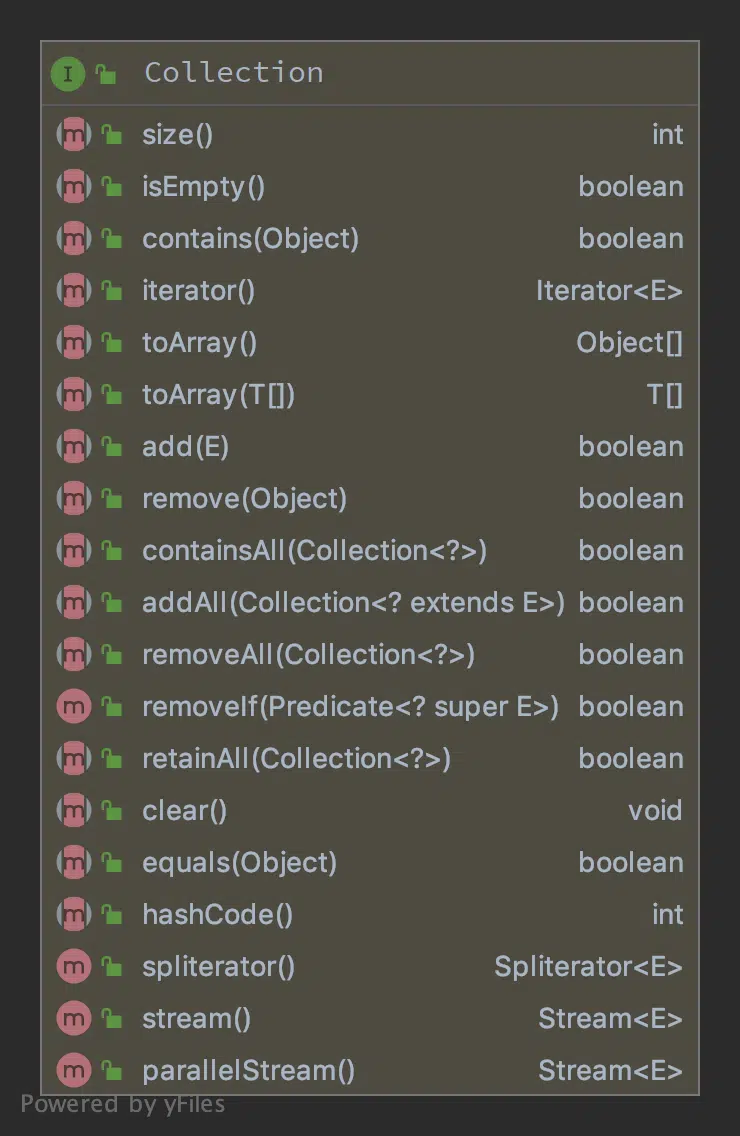 I Collection
m size() int
m isEmpty() boolean
m contains(Object) boolean
m iterator() Iterator<E>
m toArray() Object[]
m toArray(T[]) T[]
m add(E) boolean
m remove(Object) boolean
m containsAll(Collection<?>) boolean
m addAll(Collection<? extends E>) boolean
m removeAll(Collection<?>) boolean
m removeIf(Predicate<? super E>) boolean
m retainAll(Collection<?>) boolean
m clear() void
m equals(Object) boolean
m hashCode() int
m spliterator() Spliterator<E>
m stream() Stream<E>
m parallelStream() Stream<E>
Powered by yFiles